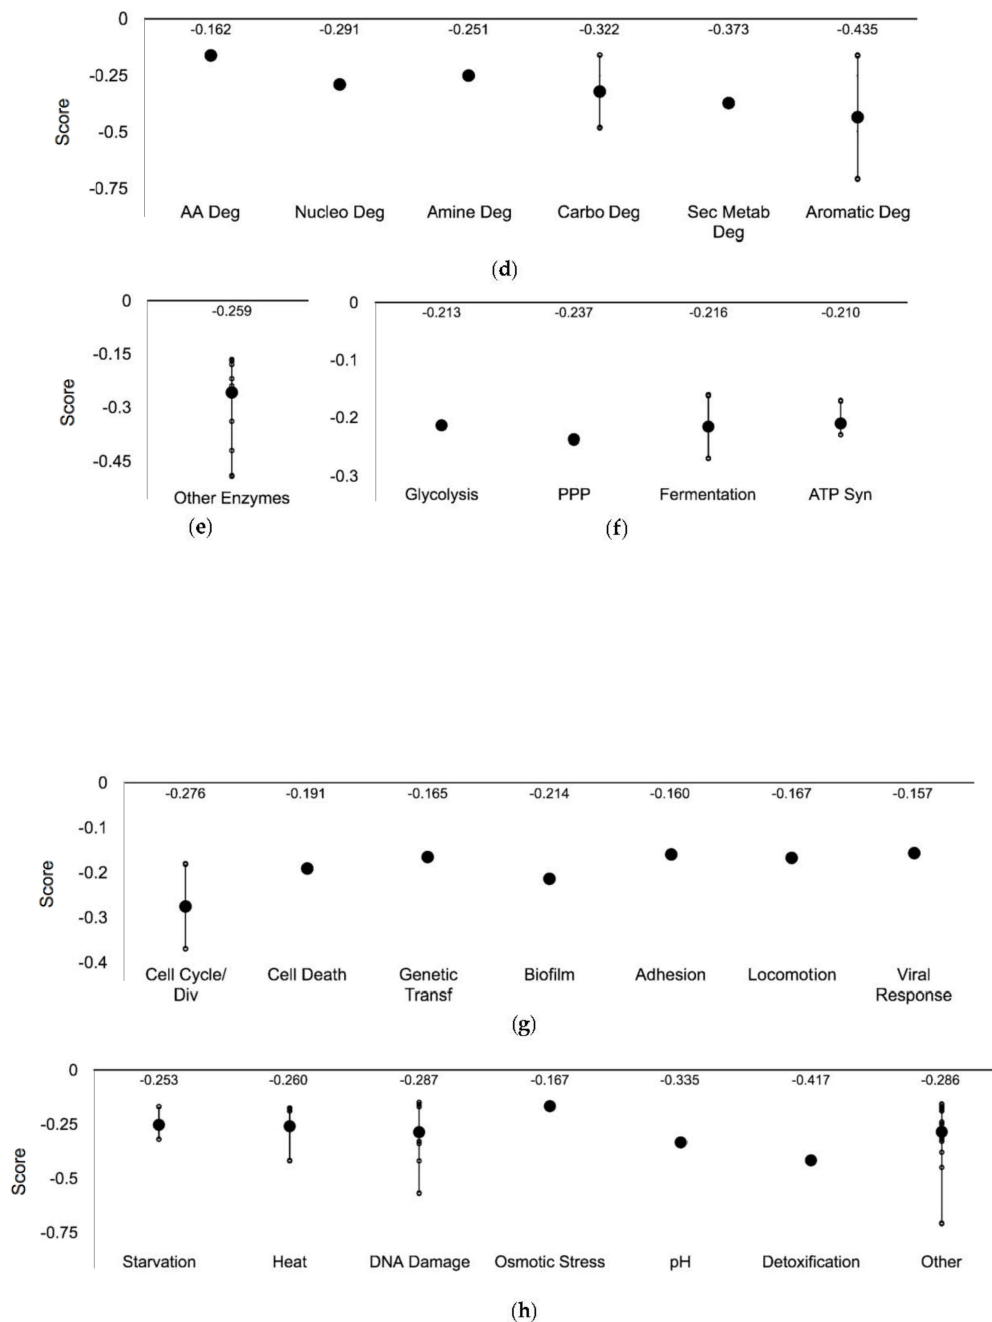 0
-0.162 -0.291 -0.251 -0.322 -0.373 -0.435
-0.25
-0.5
-0.75
Score
AA Deg Nucleo Deg Amine Deg Carbo Deg Sec Metab Aromatic Deg
Deg
(d)
0
-0.259
-0.15
-0.3
-0.45
Score
Other Enzymes
(e)
0
-0.213 -0.237 -0.216 -0.210
-0.1
-0.2
-0.3
Score
Glycolysis PPP Fermentation ATP Syn
(f)
0
-0.276 -0.191 -0.165 -0.214 -0.160 -0.167 -0.157
-0.1
-0.2
-0.3
-0.4
Score
Cell Cycle/ Cell Death Genetic Biofilm Adhesion Locomotion Viral
Div Transf Response
(g)
0
-0.253 -0.260 -0.287 -0.167 -0.335 -0.417 -0.286
-0.25
-0.5
-0.75
Score
Starvation Heat DNA Damage Osmotic Stress pH Detoxification Other
(h)